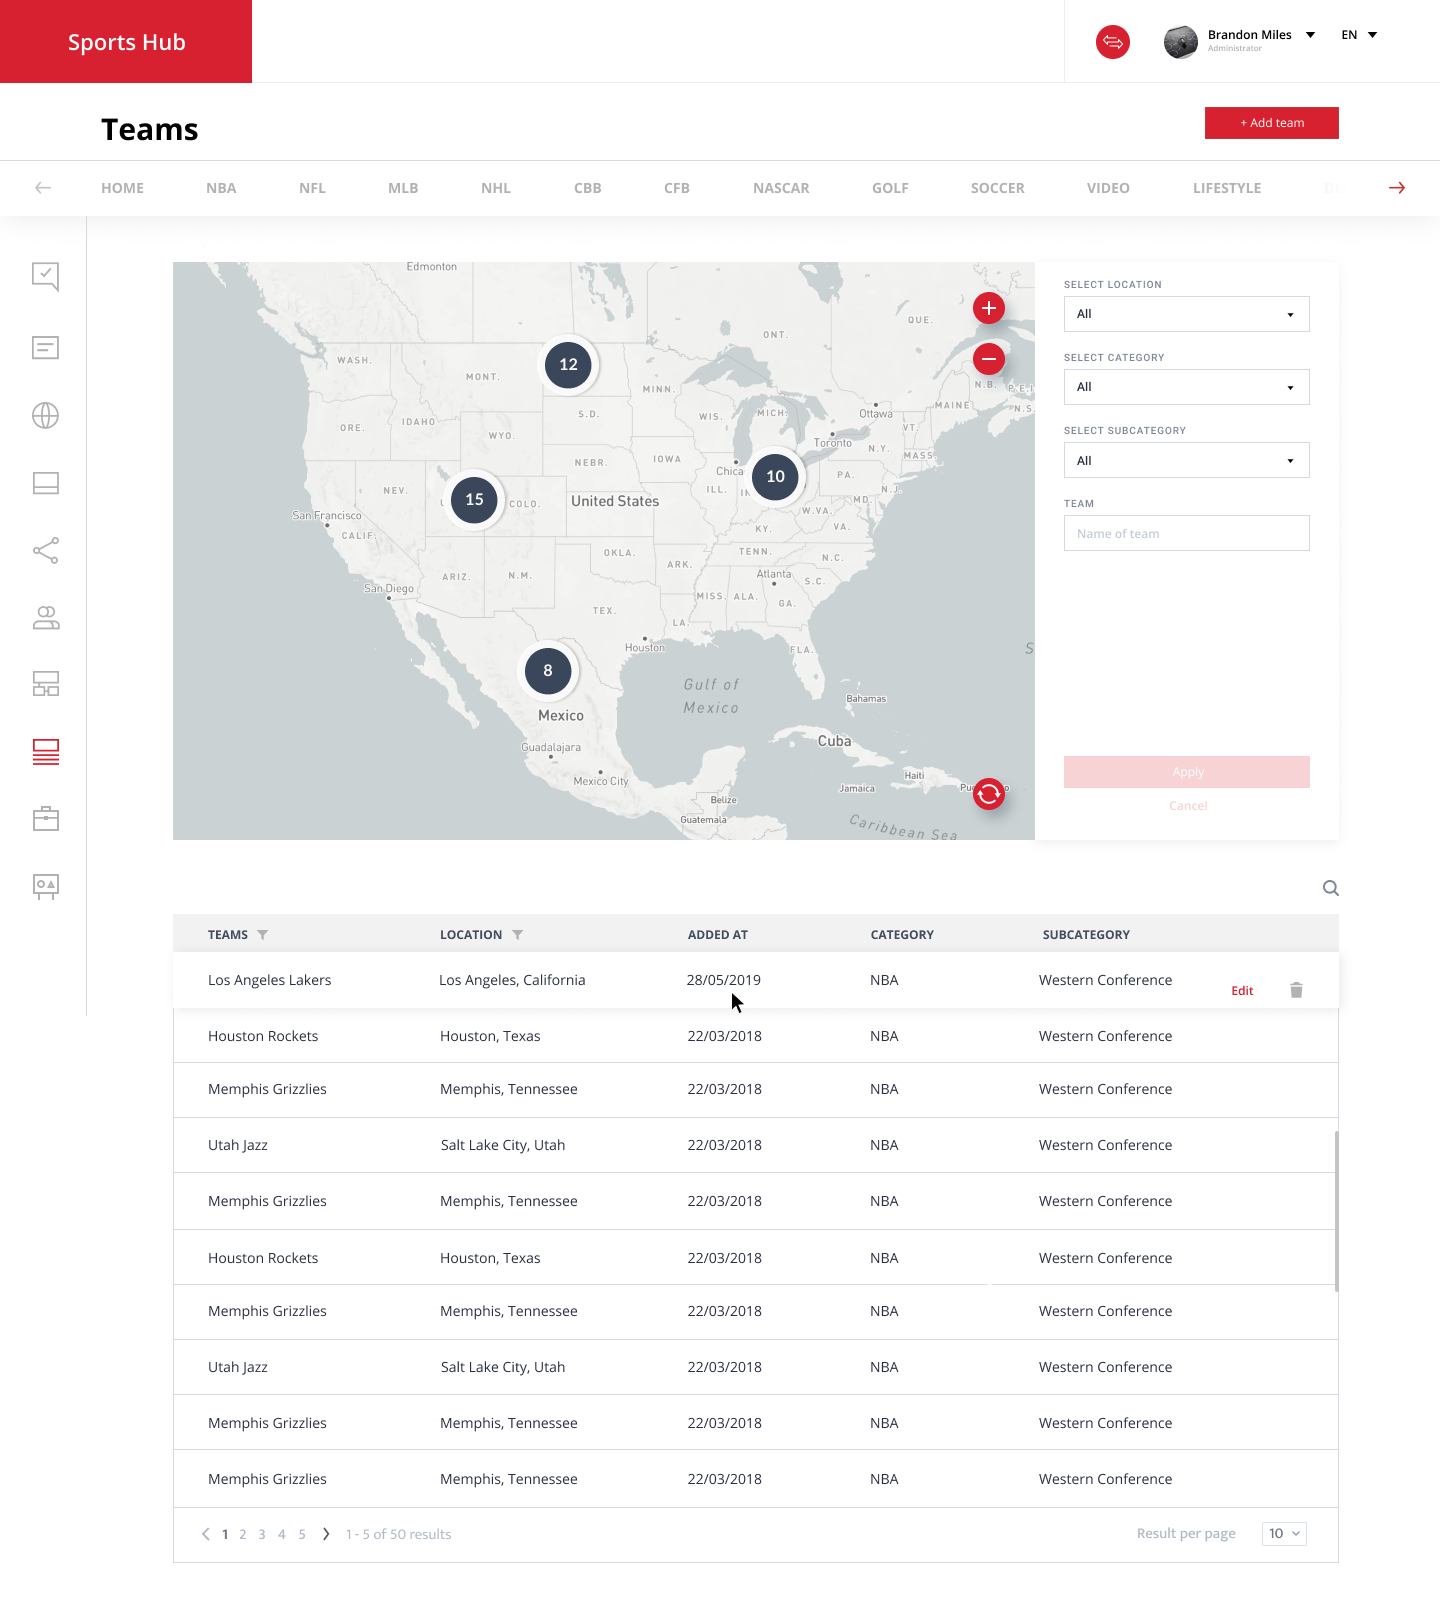 Sports Hub
Brandon Miles
EN
Administrator
Teams
+ Add team
HOME NBA NFL MLB NHL CBB CFB NASCAR GOLF SOCCER VIDEO LIFESTYLE
Edmonton
QUE.
ONT.
WASH.
MONT.
12
MINN.
N.B.
P.E.I.
MAINE
N.S.
S.D.
WIS.
MICH.
Ottawa
ORE.
IDAHO
WYO.
Toronto
VT.
N.Y.
MASS.
NEBR.
IOWA
Chica
10
PA.
NEV.
15
COLO.
United States
ILL.
IN
MD.
N.J.
San Francisco
W.VA.
CALIF.
KY.
VA.
OKLA.
TENN.
N.C.
ARK.
ARIZ.
N.M.
Atlanta
S.C.
San Diego
MISS.
ALA.
GA.
TEX.
LA.
Houston
FLA.
S
8
Gulf of
Mexico
Bahamas
Mexico
Cuba
Guadalajara
Mexico City
Haiti
Jamaica
Pu
o
Belize
Guatemala
Caribbean Sea
SELECT LOCATION
All
SELECT CATEGORY
All
SELECT SUBCATEGORY
All
TEAM
Name of team
Apply
Cancel
TEAMS LOCATION ADDED AT CATEGORY SUBCATEGORY
Los Angeles Lakers Los Angeles, California 28/05/2019 NBA Western Conference Edit
Houston Rockets Houston, Texas 22/03/2018 NBA Western Conference
Memphis Grizzlies Memphis, Tennessee 22/03/2018 NBA Western Conference
Utah Jazz Salt Lake City, Utah 22/03/2018 NBA Western Conference
Memphis Grizzlies Memphis, Tennessee 22/03/2018 NBA Western Conference
Houston Rockets Houston, Texas 22/03/2018 NBA Western Conference
Memphis Grizzlies Memphis, Tennessee 22/03/2018 NBA Western Conference
Utah Jazz Salt Lake City, Utah 22/03/2018 NBA Western Conference
Memphis Grizzlies Memphis, Tennessee 22/03/2018 NBA Western Conference
Memphis Grizzlies Memphis, Tennessee 22/03/2018 NBA Western Conference
1 2 3 4 5 1 - 5 of 50 results Result per page 10